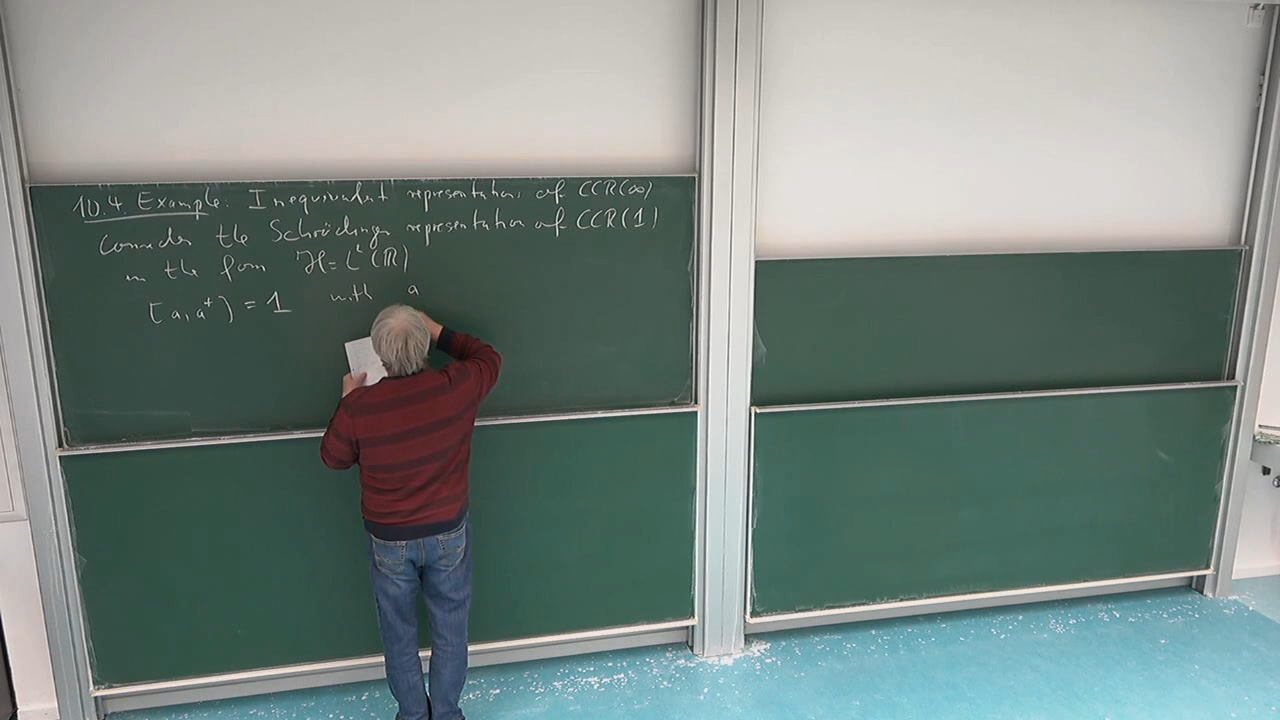 10.4. Example: Inequivalent representations of CCR(∞)
Consider the Schrödinger representation of CCR(1)
in the form ℋ = L²(ℝ)
[a, a⁺] = 1 with a